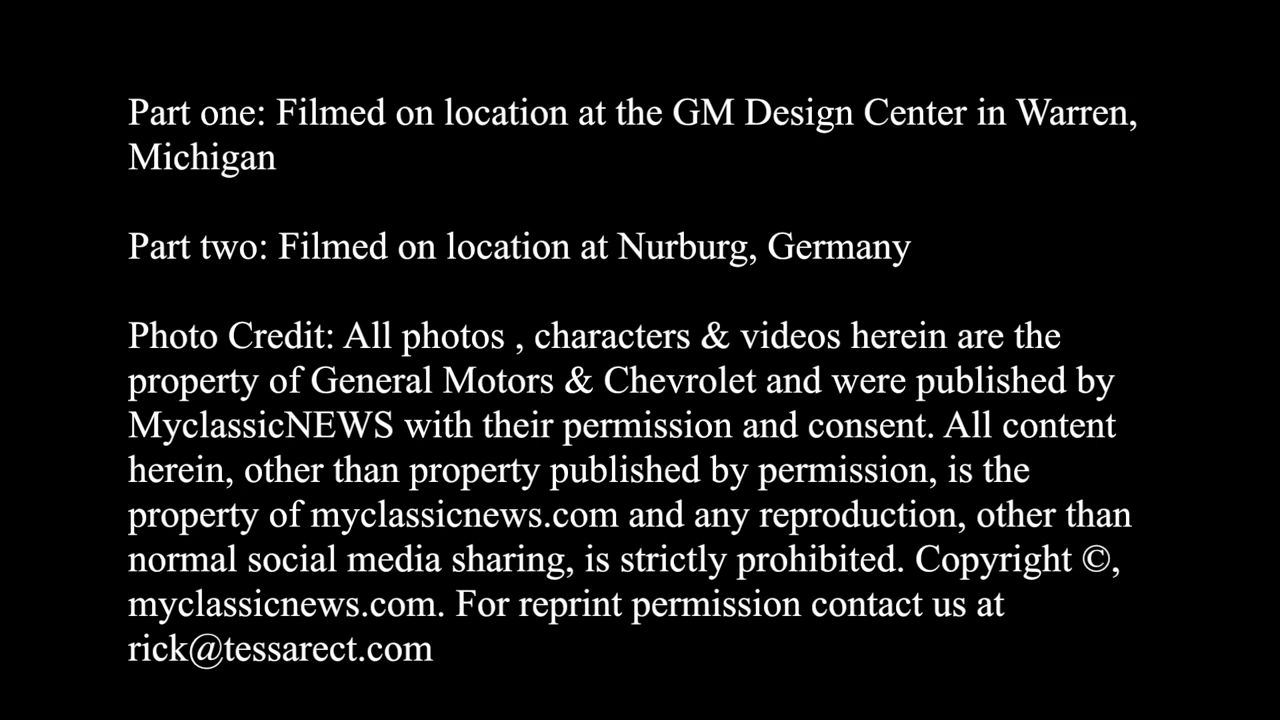 Part one: Filmed on location at the GM Design Center in Warren,
Michigan
Part two: Filmed on location at Nurburg, Germany
Photo Credit: All photos , characters & videos herein are the
property of General Motors & Chevrolet and were published by
MyclassicNEWS with their permission and consent. All content
herein, other than property published by permission, is the
property of myclassicnews.com and any reproduction, other than
normal social media sharing, is strictly prohibited. Copyright ©,
myclassicnews.com. For reprint permission contact us at
rick@tessarect.com